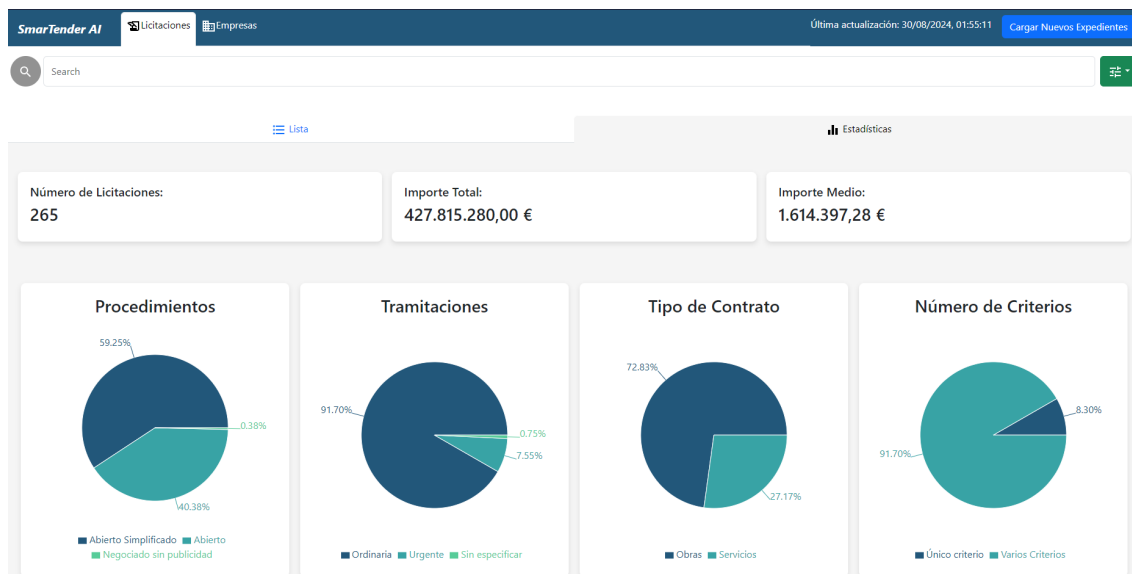 SmarTender AI
Licitaciones
Empresas
Última actualización: 30/08/2024, 01:55:11
Cargar Nuevos Expedientes
Search
Lista
Estadísticas
Número de Licitaciones:
265
Importe Total:
427.815.280,00 €
Importe Medio:
1.614.397,28 €
Procedimientos
59.25%
0.38%
40.38%
Abierto Simplificado Abierto
Negociado sin publicidad
Tramitaciones
91.70%
0.75%
7.55%
Ordinaria Urgente Sin especificar
Tipo de Contrato
72.83%
27.17%
Obras Servicios
Número de Criterios
8.30%
91.70%
Único criterio Varios Criterios